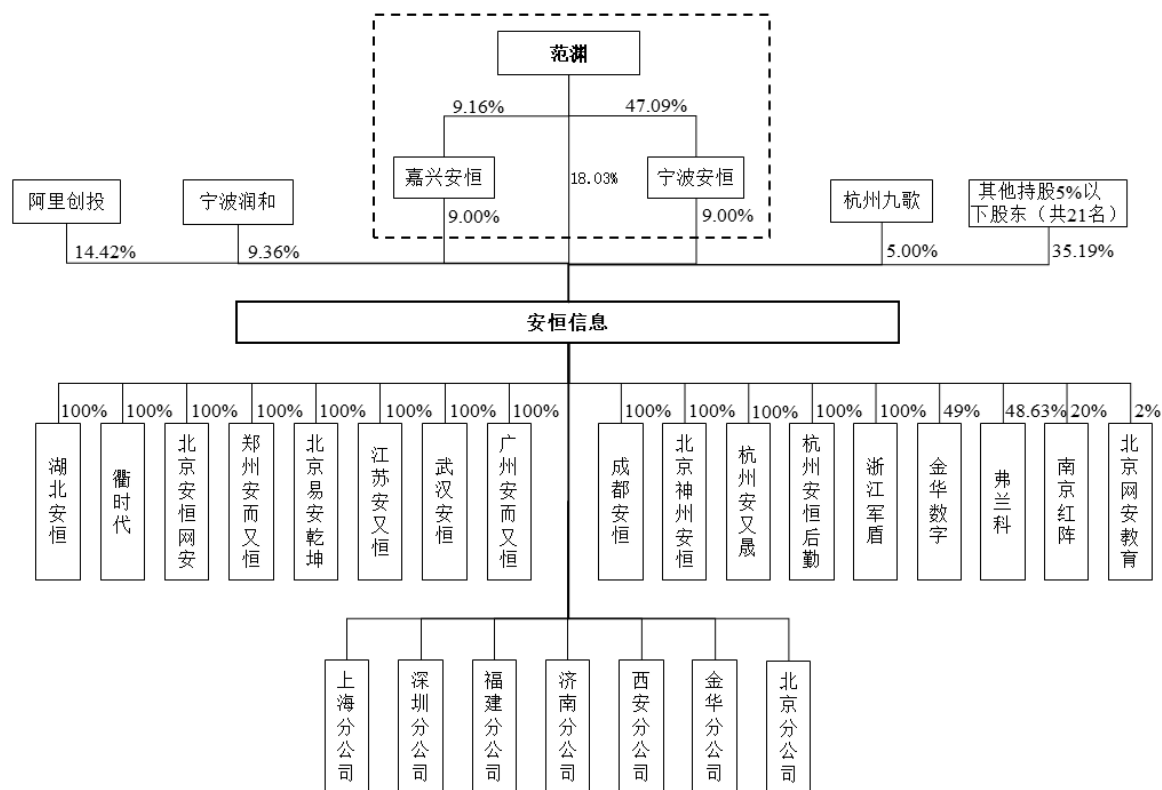 范渊
9.16%
47.09%
嘉兴安恒
18.03%
宁波安恒
阿里创投
宁波润和
杭州九歌
其他持股5%以
下股东（共21名）
9.00%
9.00%
14.42%
9.36%
5.00%
35.19%
安恒信息
100%
100%
100%
100%
100%
100%
100%
100%
100%
100%
100%
100%
100%
49%
48.63%
20%
2%
湖北安恒
衢时代
北京安恒网安
郑州安而又恒
北京易安乾坤
江苏安又恒
武汉安恒
广州安而又恒
成都安恒
北京神州安恒
杭州安又晟
杭州安恒后勤
浙江军盾
金华数字
弗兰科
南京红阵
北京网安教育
上海分公司
深圳分公司
福建分公司
济南分公司
西安分公司
金华分公司
北京分公司